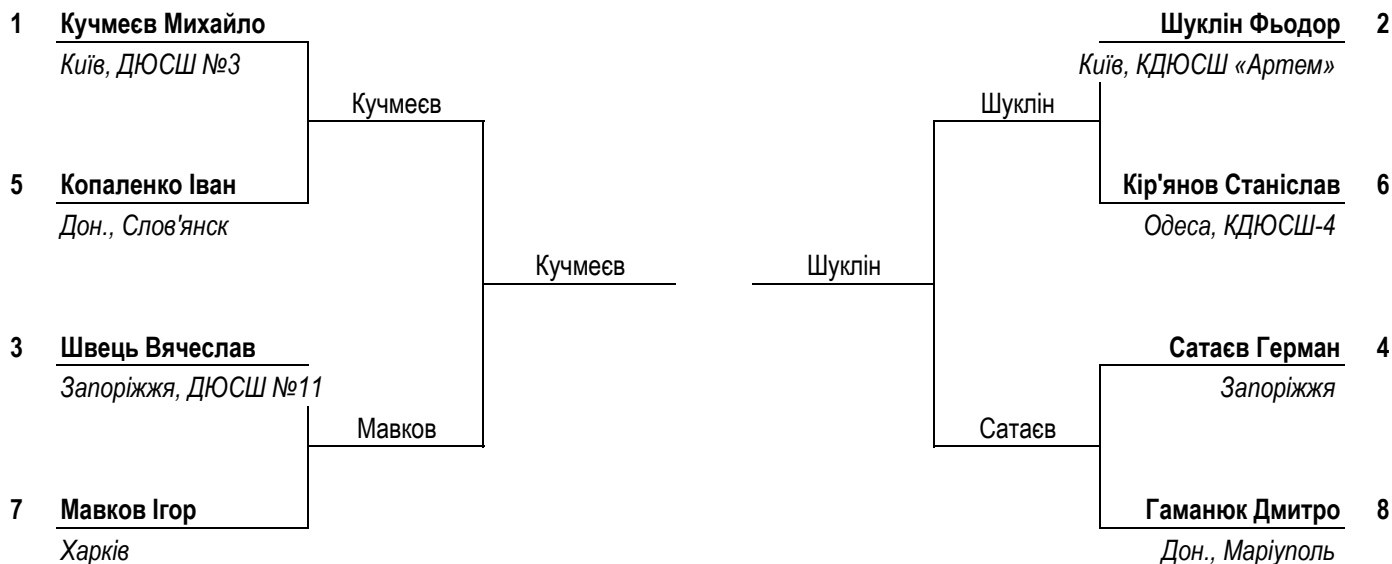 1 Кучмеєв Михайло
Київ, ДЮСШ №3
Кучмеєв
5 Копаленко Іван
Дон., Слов'янск
Кучмеєв
3 Швець Вячеслав
Запоріжжя, ДЮСШ №11
Мавков
7 Мавков Ігор
Харків
Шуклін Фьодор 2
Київ, КДЮСШ «Артем»
Шуклін
Кір'янов Станіслав 6
Одеса, КДЮСШ-4
Шуклін
Сатаєв Герман 4
Запоріжжя
Сатаєв
Гаманюк Дмитро 8
Дон., Маріуполь